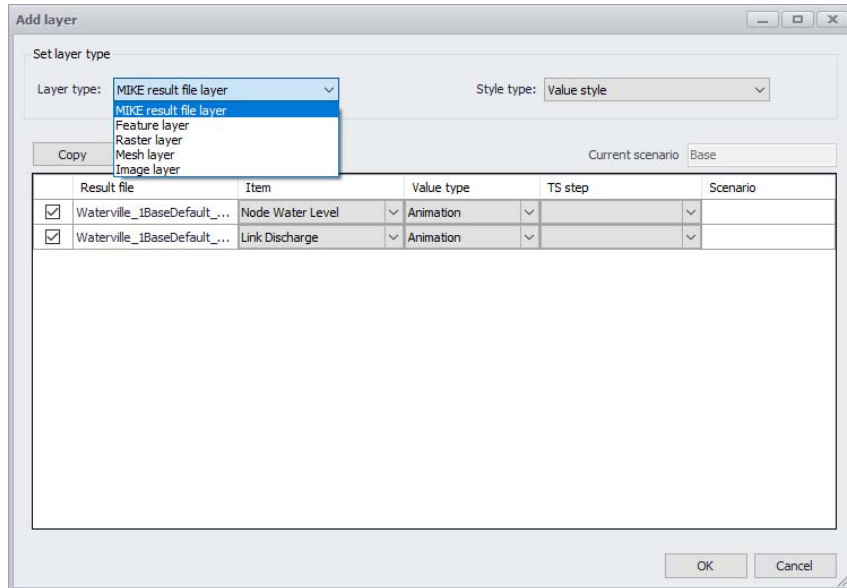 Add layer
Set layer type
Layer type: MIKE result file layer Style type: Value style
MIKE result file layer
Feature layer
Raster layer
Mesh layer
Image layer
Copy Current scenario Base
Result file Item Value type TS step Scenario
Waterville_1BaseDefault_... Node Water Level Animation
Waterville_1BaseDefault_... Link Discharge Animation
OK Cancel